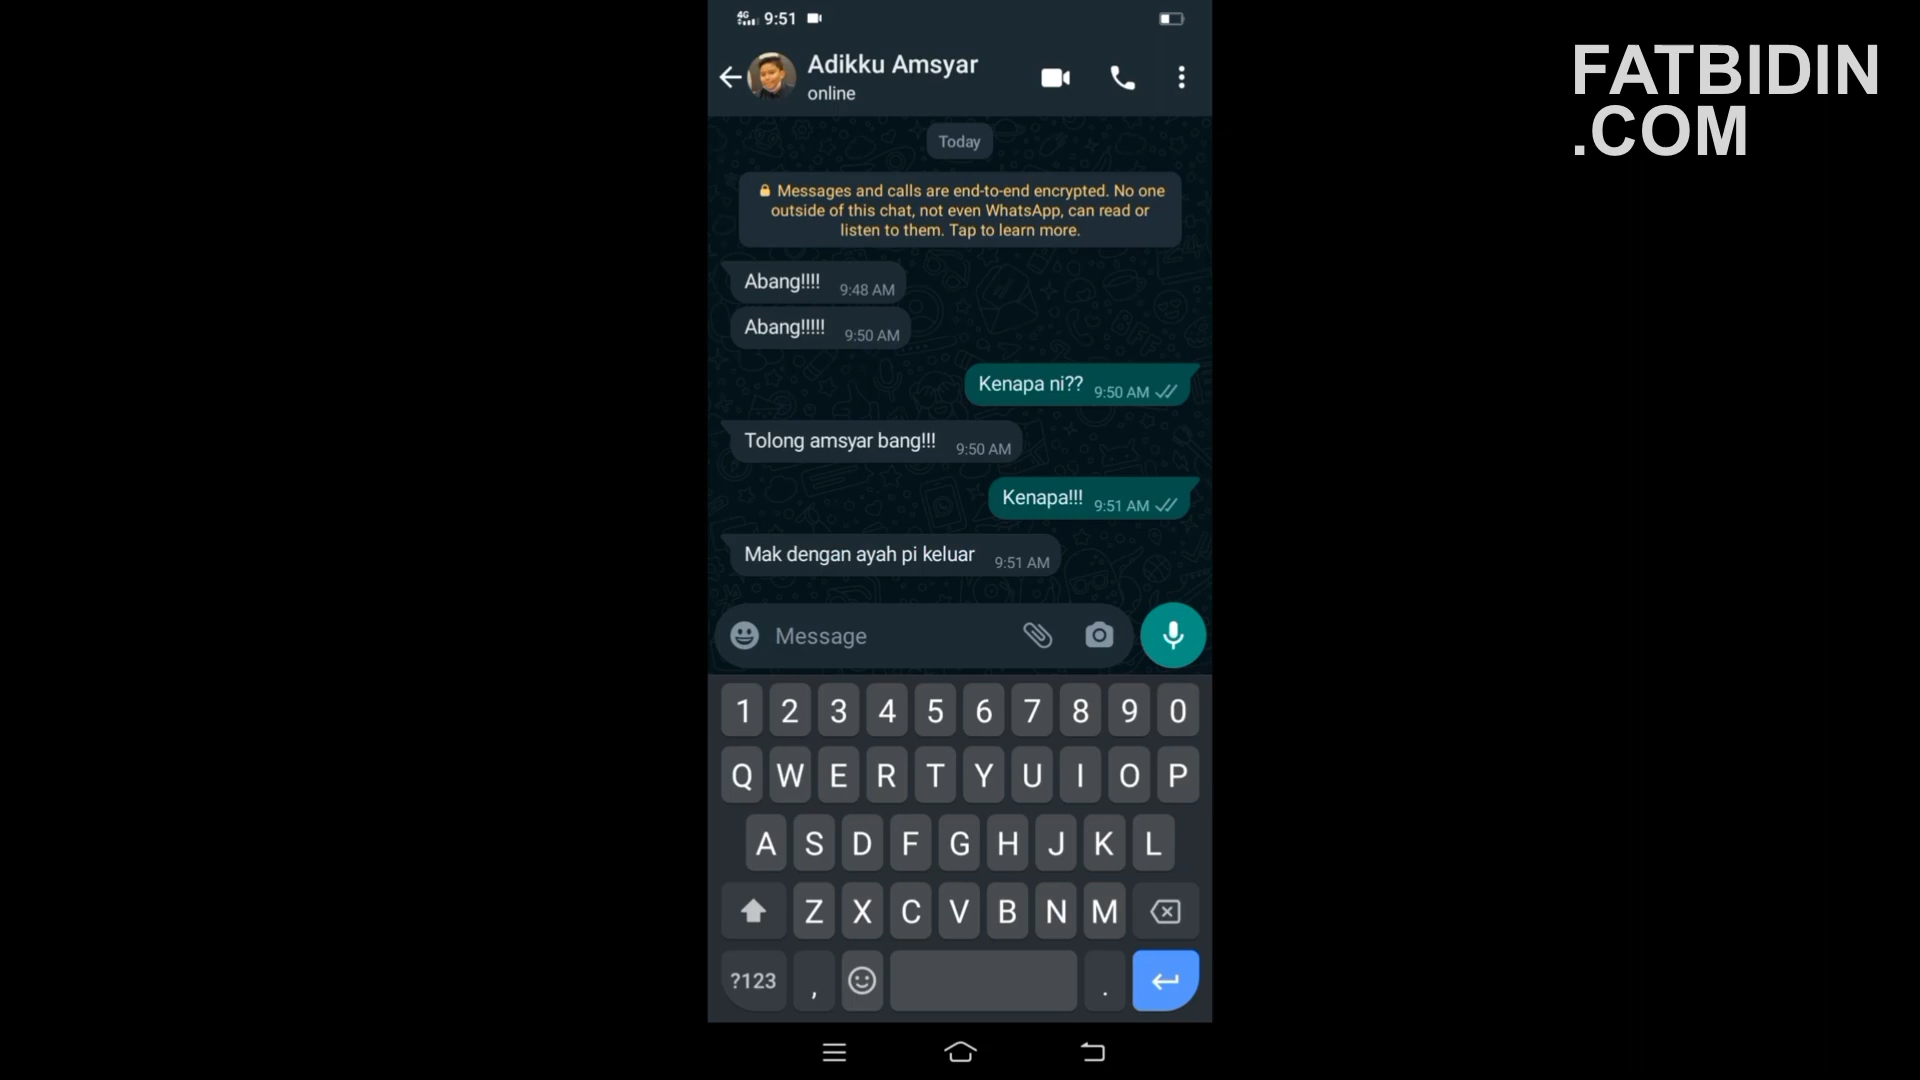 4G 9:51
FATBIDIN
.COM
Adikku Amsyar
online
Today
Messages and calls are end-to-end encrypted. No one
outside of this chat, not even WhatsApp, can read or
listen to them. Tap to learn more.
Abang!!!! 9:48 AM
Abang!!!!! 9:50 AM
Kenapa ni?? 9:50 AM
Tolong amsyar bang!!! 9:50 AM
Kenapa!!! 9:51 AM
Mak dengan ayah pi keluar 9:51 AM
Message
1 2 3 4 5 6 7 8 9 0
Q W E R T Y U I O P
A S D F G H J K L
Z X C V B N M
?123 , .